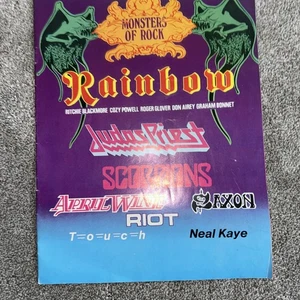 MONSTERS
OF ROCK
Rainbow
RITCHIE BLACKMORE COZY POWELL ROGER GLOVER DON AIREY GRAHAM BONNET
Judas Priest
SCORPIONS
APRIL WINE SAXON
RIOT
T=o=u=c=h Neal Kaye